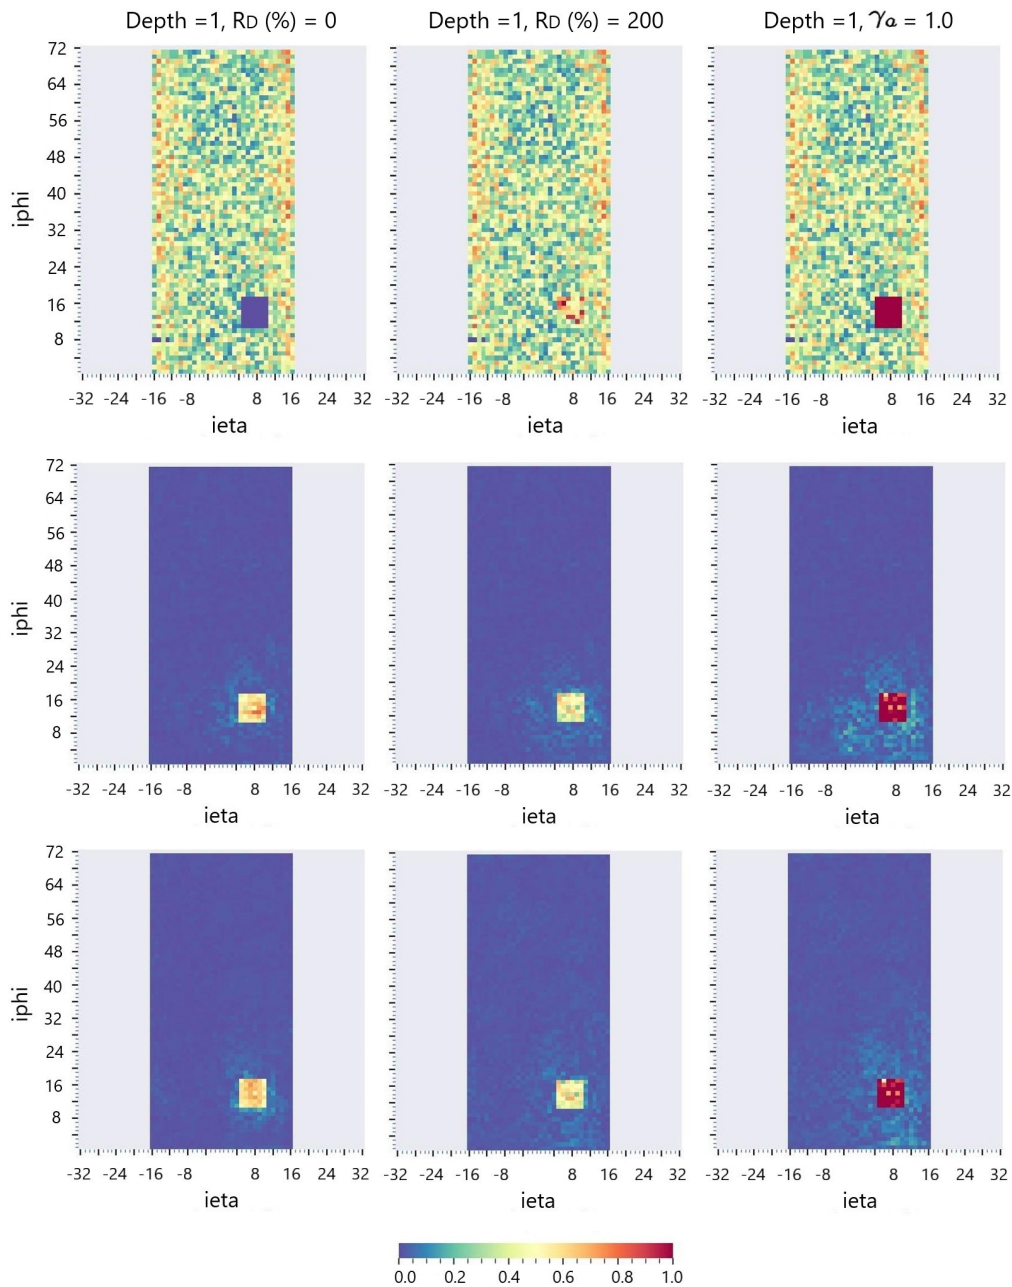 Depth =1, RD (%) = 0
Depth =1, RD (%) = 200
Depth =1, γa = 1.0
72
64
56
48
40
32
24
16
8
iphi
-32 -24 -16 -8 8 16 24 32
-32 -24 -16 -8 8 16 24 32
-32 -24 -16 -8 8 16 24 32
ieta
ieta
ieta
72
64
56
48
40
32
24
16
8
iphi
-32 -24 -16 -8 8 16 24 32
-32 -24 -16 -8 8 16 24 32
-32 -24 -16 -8 8 16 24 32
ieta
ieta
ieta
72
64
56
48
40
32
24
16
8
iphi
-32 -24 -16 8 16 24 32
-32 -24 -16 -8 8 16 24 32
-32 -24 -16 -8 8 16 24 32
ieta
ieta
ieta
0.0 0.2 0.4 0.6 0.8 1.0